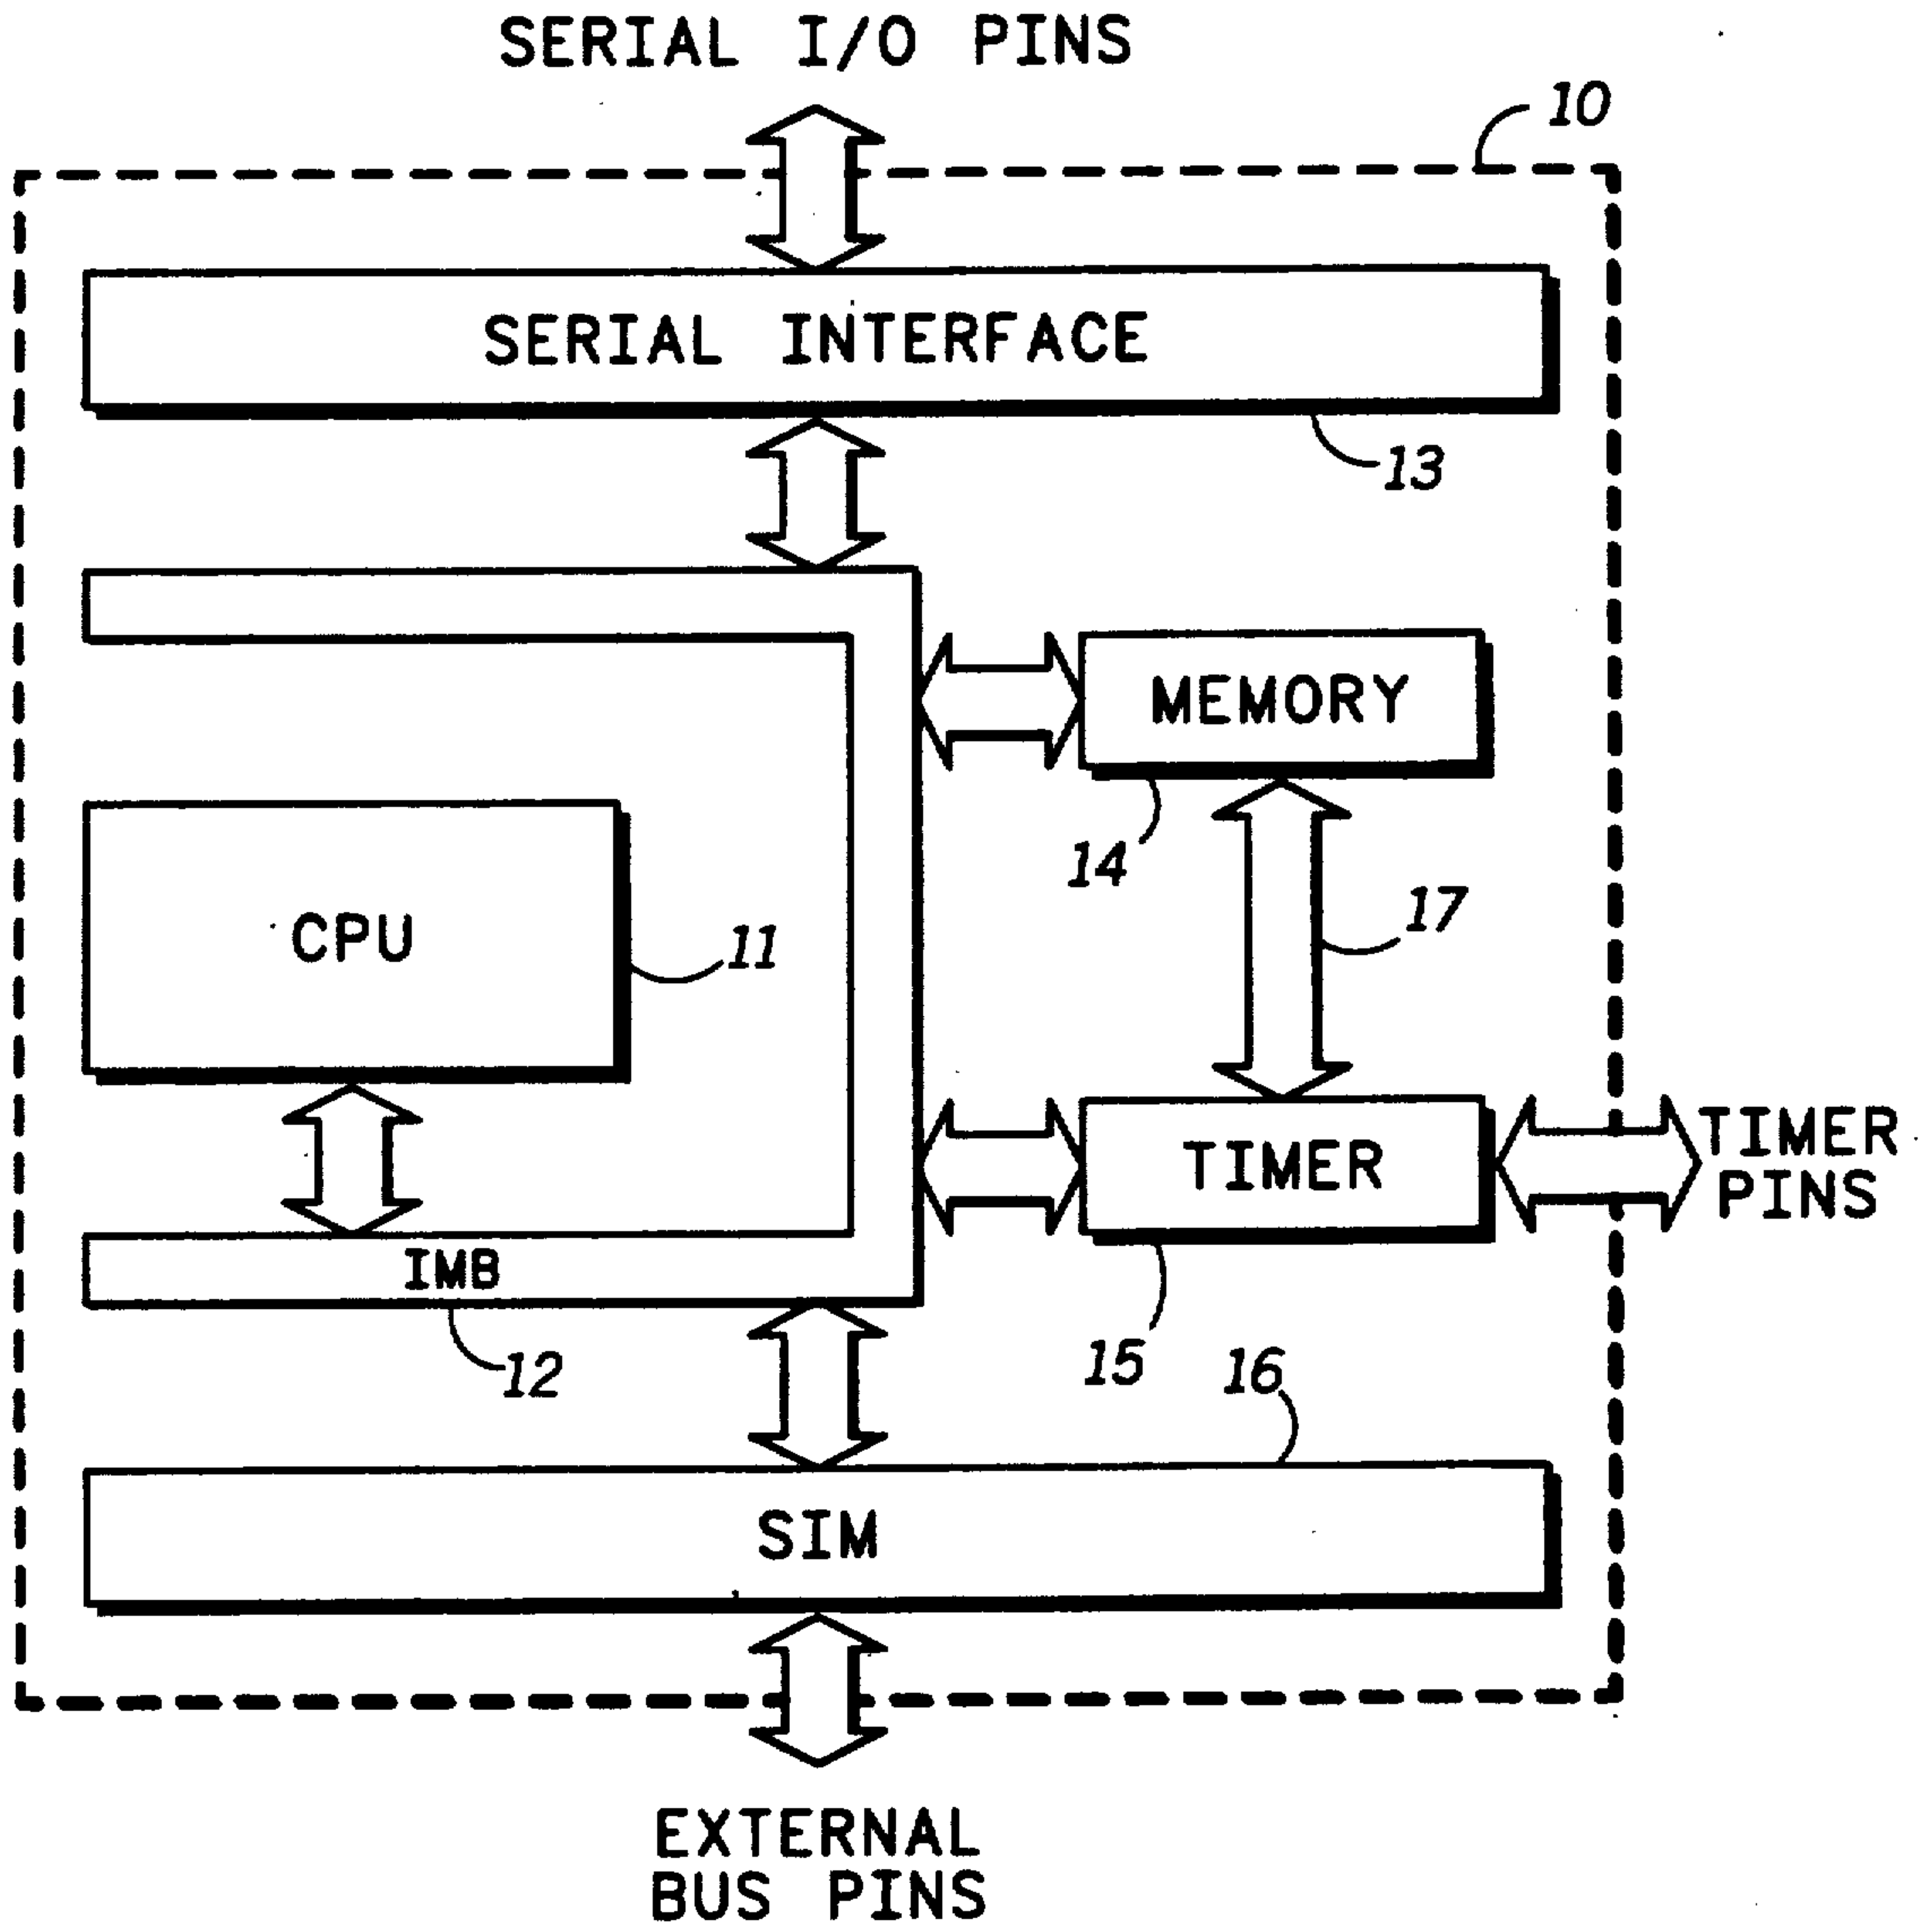 SERIAL I/O PINS
10
SERIAL INTERFACE
13
MEMORY
14
17
CPU
11
TIMER
TIMER
PINS
IMB
12
15
16
SIM
EXTERNAL
BUS PINS